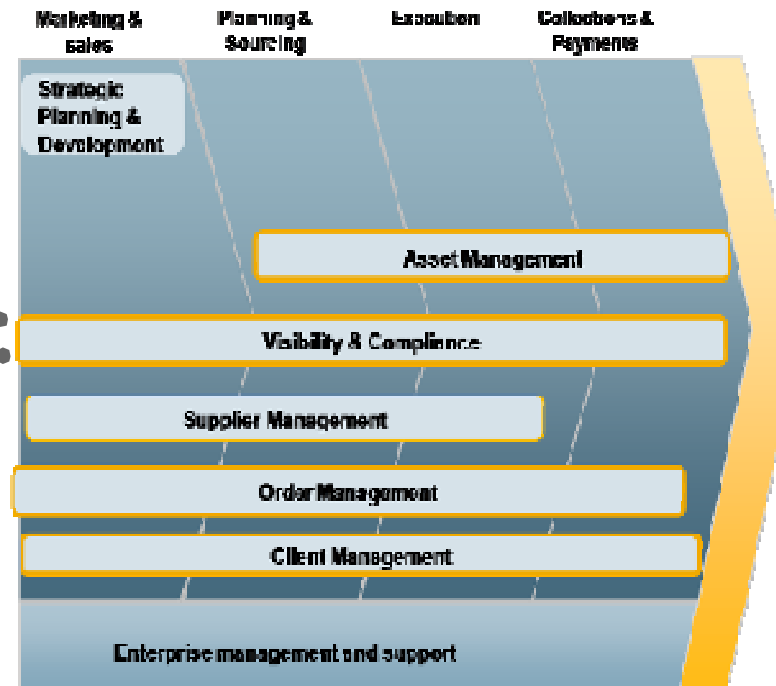 Marketing &
sales
Planning &
Sourcing
Execution
Collections &
Payments
Strategic
Planning &
Development
Asset Management
Visibility & Compliance
Supplier Management
Order Management
Client Management
Enterprise management and support